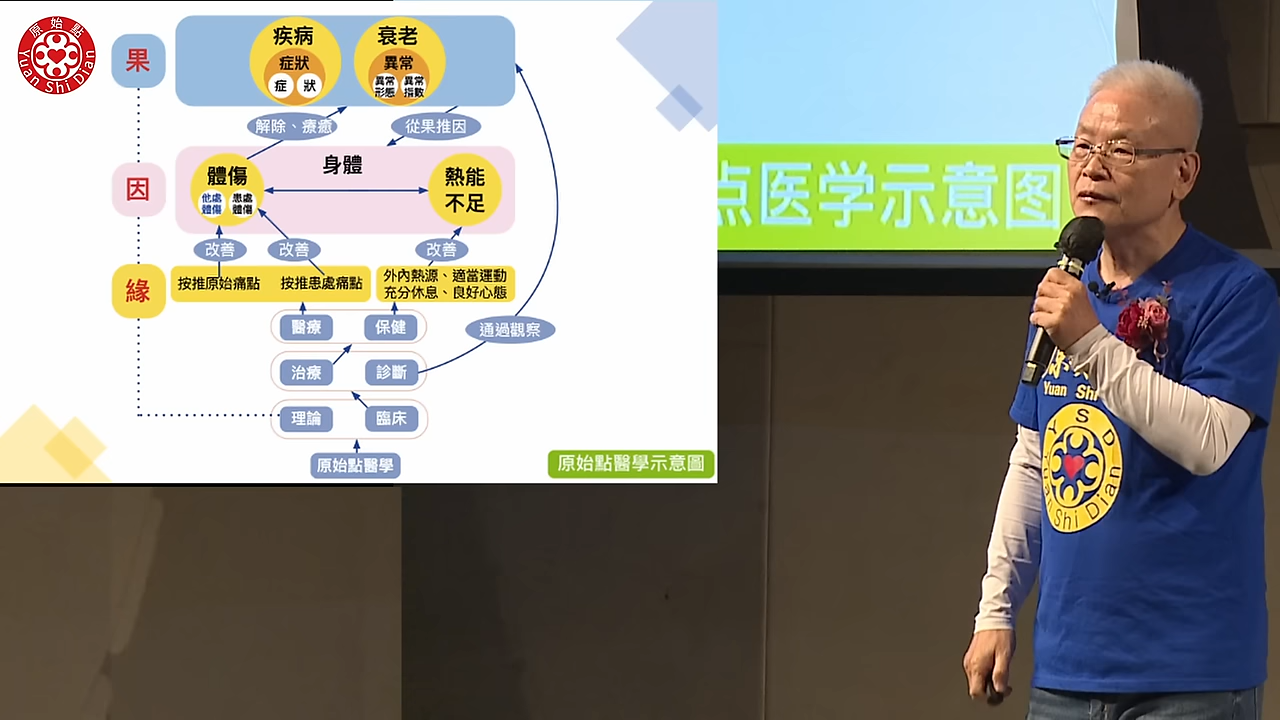 原始點
Yuan Shi Dian
果
疾病
症狀
症
狀
衰老
異常
異常
形態
異常
指數
解除、療癒
從果推因
因
身體
體傷
他處
體傷
患處
體傷
熱能
不足
改善
改善
改善
緣
按推原始痛點
按推患處痛點
外內熱源、適當運動
充分休息、良好心態
醫療
保健
通過觀察
治療
診斷
理論
臨床
原始點醫學
原始點醫學示意圖
点医学示意图
Yuan Shi
YSD
Yuan Shi Dian